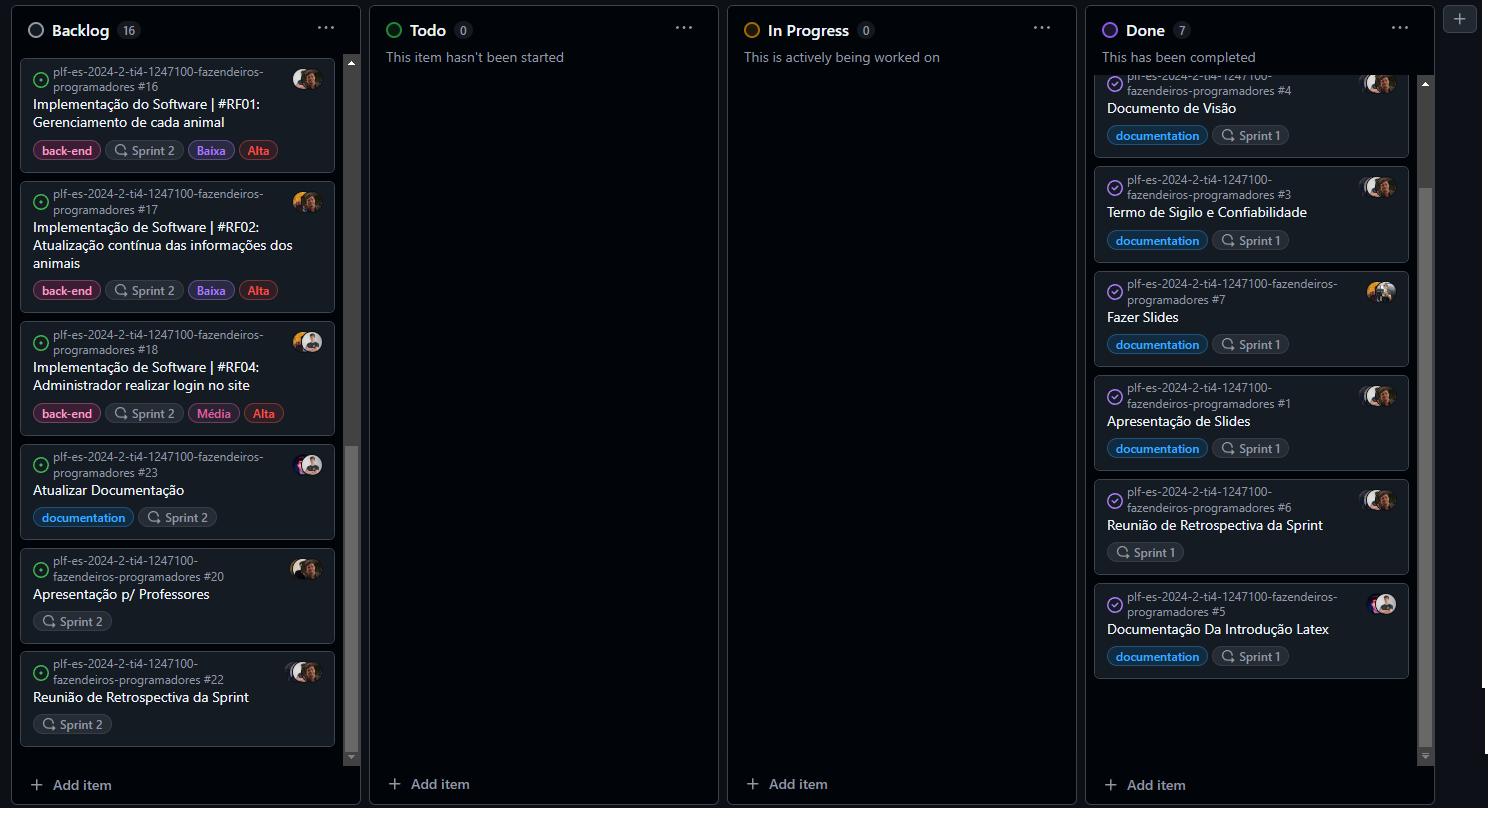 Backlog 16
plf-es-2024-2-ti4-1247100-fazendeiros-
programadores #16
Implementação do Software | #RF01:
Gerenciamento de cada animal
back-end Sprint 2 Baixa Alta
plf-es-2024-2-ti4-1247100-fazendeiros-
programadores #17
Implementação de Software | #RF02:
Atualização contínua das informações dos
animais
back-end Sprint 2 Baixa Alta
plf-es-2024-2-ti4-1247100-fazendeiros-
programadores #18
Implementação de Software | #RF04:
Administrador realizar login no site
back-end Sprint 2 Média Alta
plf-es-2024-2-ti4-1247100-fazendeiros-
programadores #23
Atualizar Documentação
documentation Sprint 2
plf-es-2024-2-ti4-1247100-
fazendeiros-programadores #20
Apresentação p/ Professores
Sprint 2
plf-es-2024-2-ti4-1247100-
fazendeiros-programadores #22
Reunião de Retrospectiva da Sprint
Sprint 2
+ Add item
Todo 0
This item hasn't been started
+ Add item
In Progress 0
This is actively being worked on
+ Add item
Done 7
This has been completed
plf-es-2024-2-ti4-1247100-
fazendeiros-programadores #4
Documento de Visão
documentation Sprint 1
plf-es-2024-2-ti4-1247100-
fazendeiros-programadores #3
Termo de Sigilo e Confiabilidade
documentation Sprint 1
plf-es-2024-2-ti4-1247100-fazendeiros-
programadores #7
Fazer Slides
documentation Sprint 1
plf-es-2024-2-ti4-1247100-
fazendeiros-programadores #1
Apresentação de Slides
documentation Sprint 1
plf-es-2024-2-ti4-1247100-
fazendeiros-programadores #6
Reunião de Retrospectiva da Sprint
Sprint 1
plf-es-2024-2-ti4-1247100-fazendeiros-
programadores #5
Documentação Da Introdução Latex
documentation Sprint 1
+ Add item